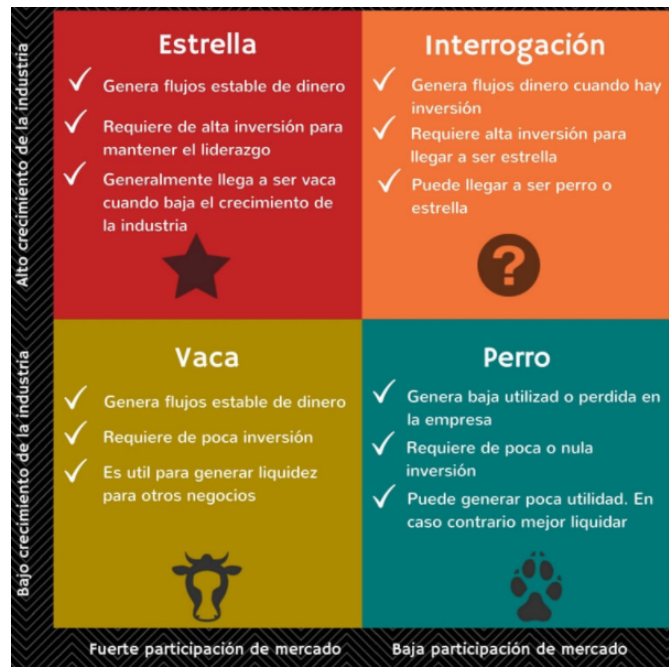 Alto crecimiento de la industria
Estrella
Genera flujos estable de dinero
Requiere de alta inversión para
mantener el liderazgo
Generalmente llega a ser vaca
cuando baja el crecimiento de
la industria
Interrogación
Genera flujos dinero cuando hay
inversión
Requiere alta inversión para
llegar a ser estrella
Puede llegar a ser perro o
estrella
?
Bajo crecimiento de la industria
Vaca
Genera flujos estable de dinero
Requiere de poca inversión
Es util para generar liquidez
para otros negocios
Perro
Genera baja utilizad o perdida en
la empresa
Requiere de poca o nula
inversión
Puede generar poca utilidad. En
caso contrario mejor liquidar
Fuerte participación de mercado
Baja participación de mercado